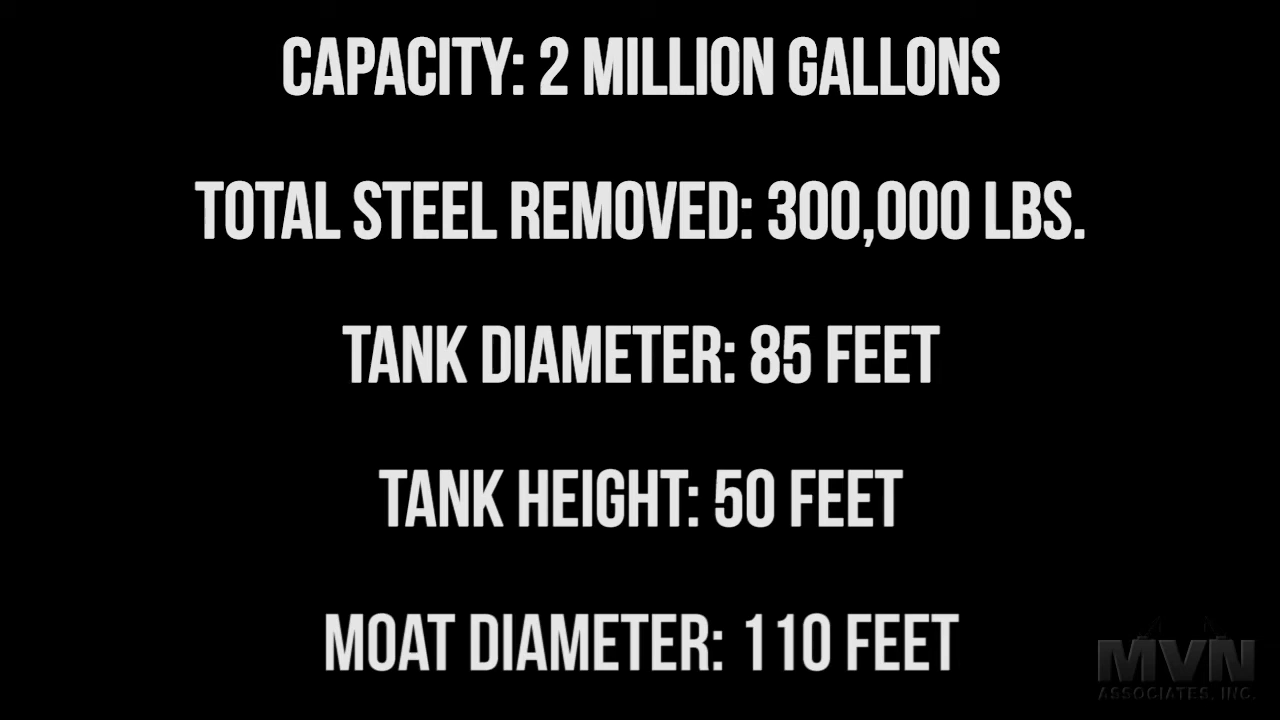 CAPACITY: 2 MILLION GALLONS
TOTAL STEEL REMOVED: 300,000 LBS.
TANK DIAMETER: 85 FEET
TANK HEIGHT: 50 FEET
MOAT DIAMETER: 110 FEET
MVN
ASSOCIATES, INC.